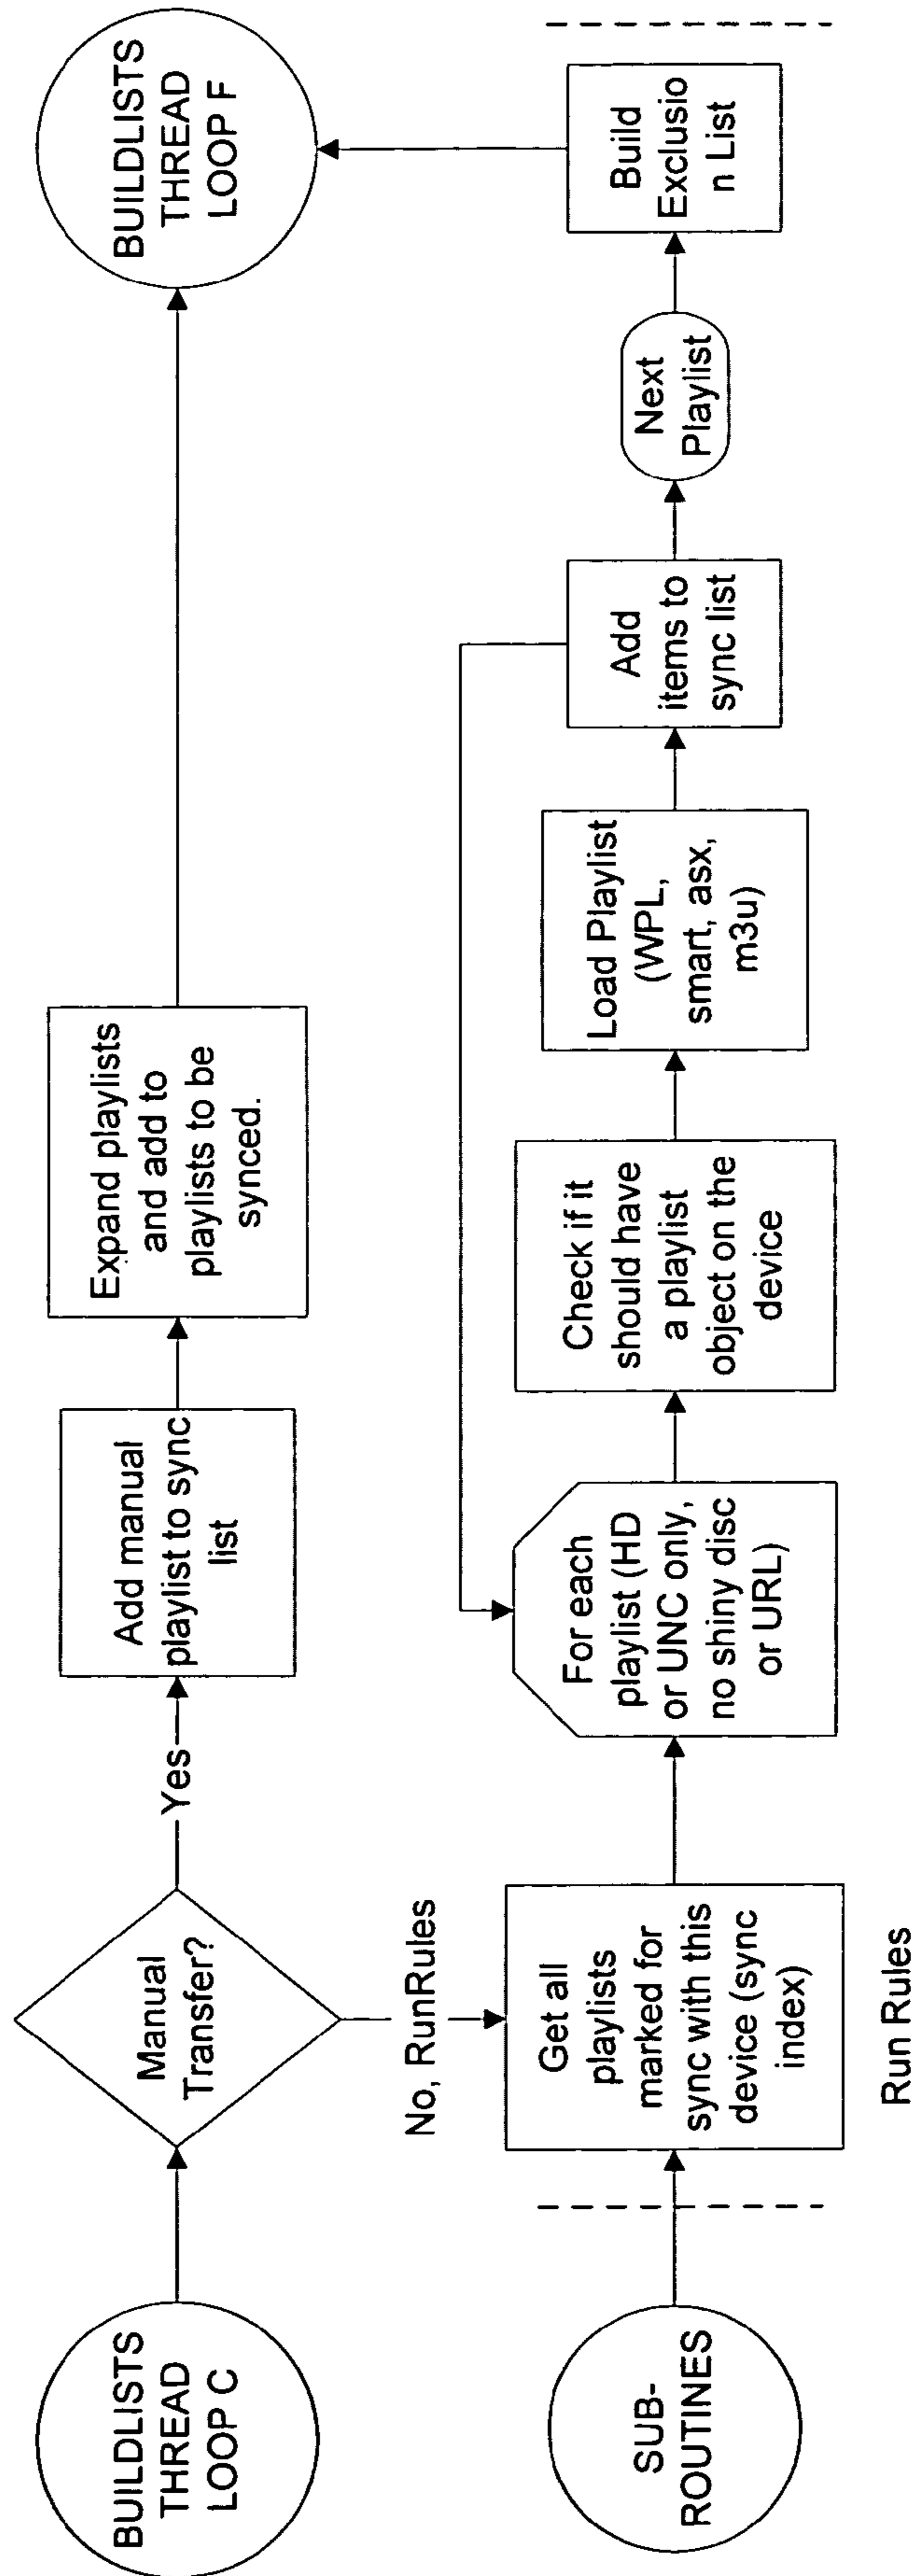 BUILDLISTS
THREAD
LOOP C
Manual
Transfer?
Yes
Add manual
playlist to sync
list
Expand playlists
and add to
playlists to be
synced.
BUILDLISTS
THREAD
LOOP F
No, RunRules
SUB-
ROUTINES
Get all
playlists
marked for
sync with this
device (sync
index)
For each
playlist (HD
or UNC only,
no shiny disc
or URL)
Check if it
should have
a playlist
object on the
device
Load Playlist
(WPL,
smart, asx,
m3u)
Add
items to
sync list
Next
Playlist
Build
Exclusio
n List
Run Rules